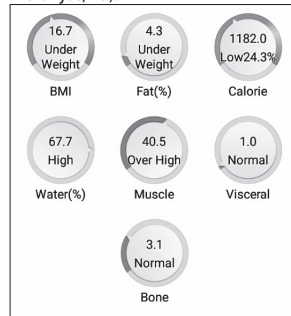 16.7
Under
Weight
BMI
4.3
Under
Weight
Fat(%)
1182.0
Low24.3%
Calorie
67.7
High
Water(%)
40.5
Over High
Muscle
1.0
Normal
Visceral
3.1
Normal
Bone